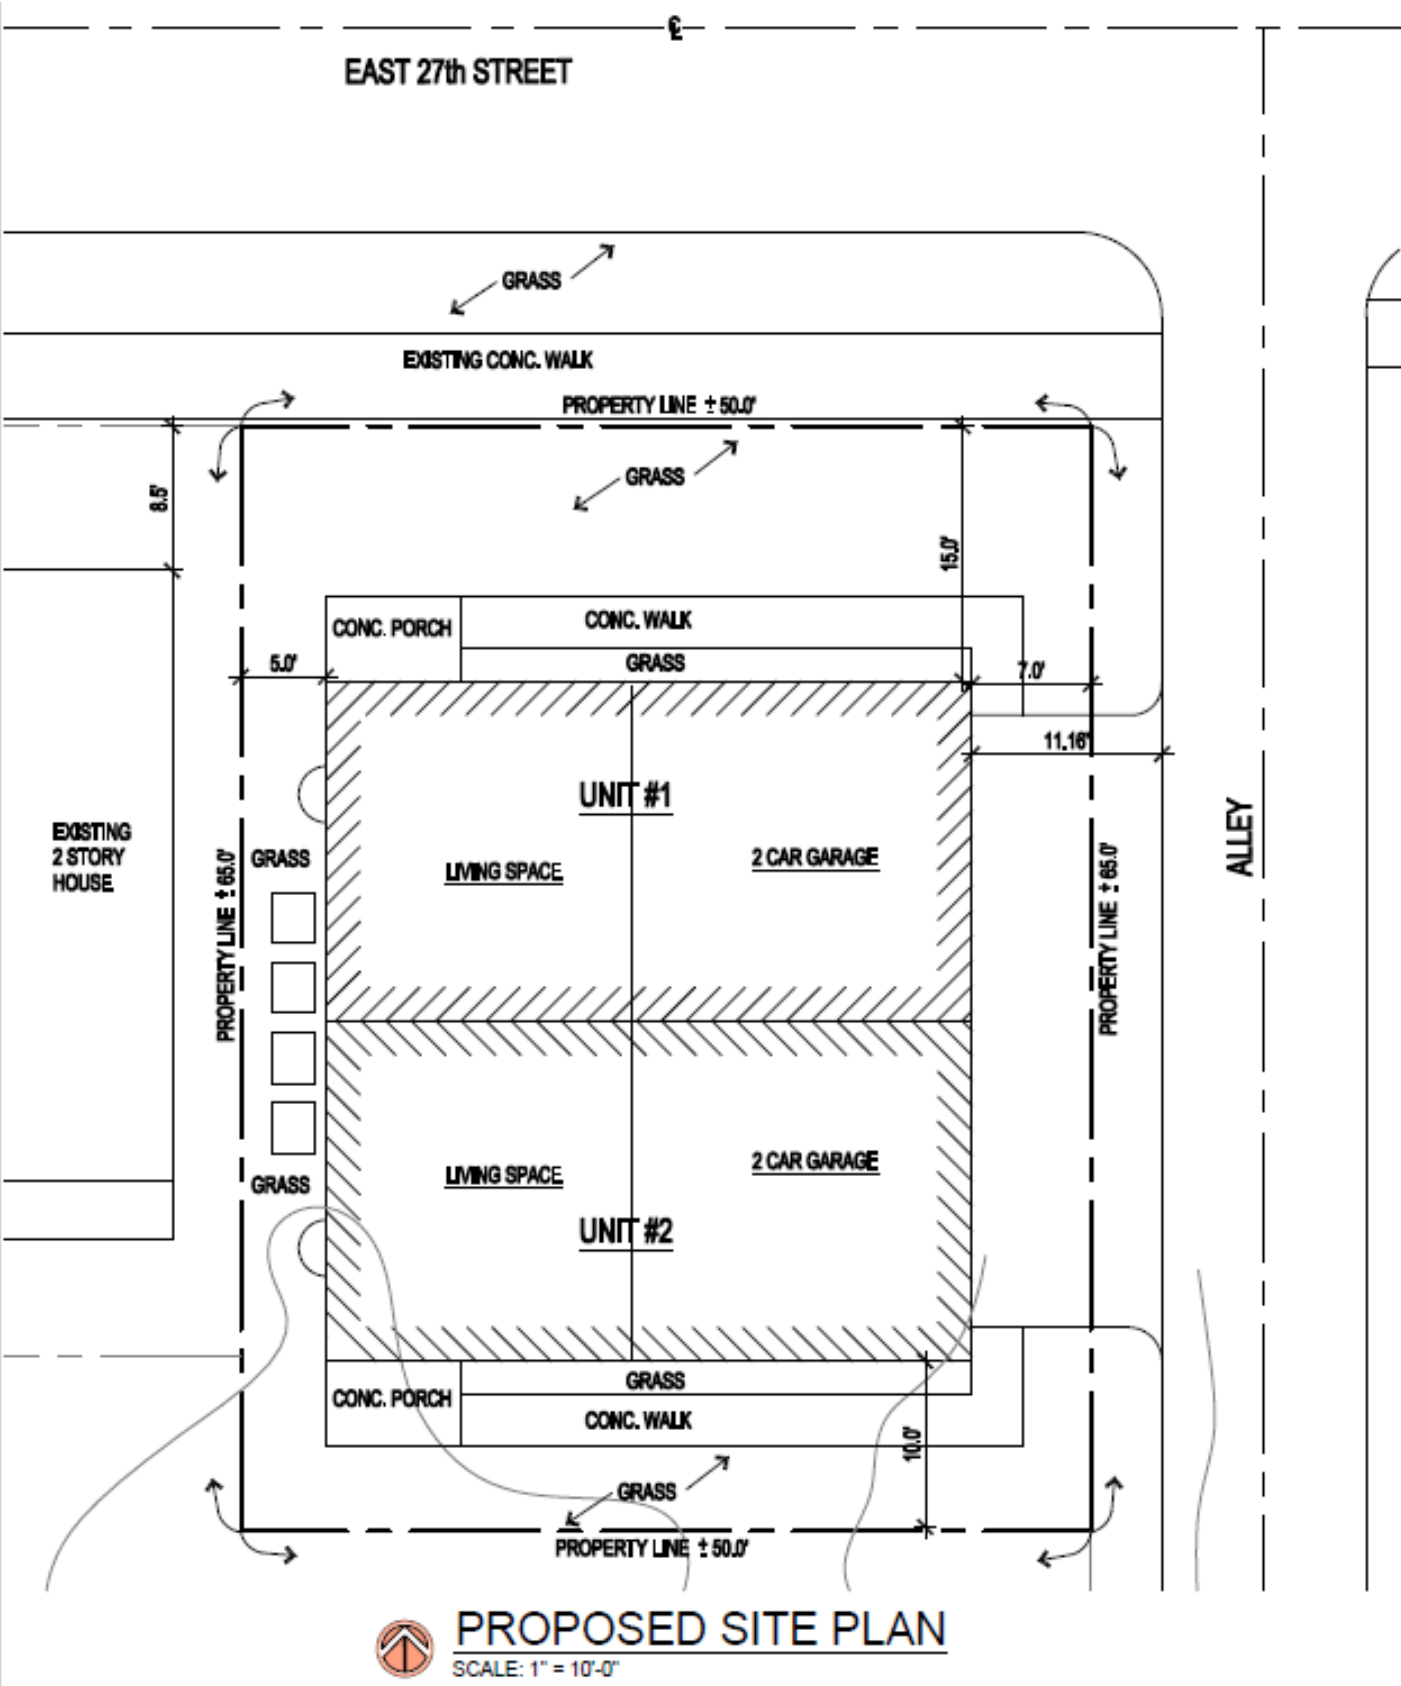 ℄
EAST 27th STREET
GRASS
EXISTING CONC. WALK
PROPERTY LINE ± 50.0'
GRASS
8.5'
15.0'
CONC. PORCH
CONC. WALK
GRASS
5.0'
7.0'
11.16'
UNIT #1
EXISTING
2 STORY
HOUSE
GRASS
LIVING SPACE
2 CAR GARAGE
ALLEY
PROPERTY LINE ± 65.0'
PROPERTY LINE ± 65.0'
LIVING SPACE
2 CAR GARAGE
GRASS
UNIT #2
GRASS
CONC. PORCH
CONC. WALK
10.0'
GRASS
PROPERTY LINE ± 50.0'
PROPOSED SITE PLAN
SCALE: 1" = 10'-0"